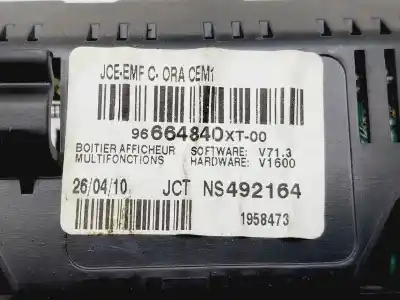 JCE-EMF C- ORA CEM1
96664840XT-00
BOITIER AFFICHEUR SOFTWARE: V71.3
MULTIFONCTIONS HARDWARE: V1600
26/04/10 JCT NS492164
1958473